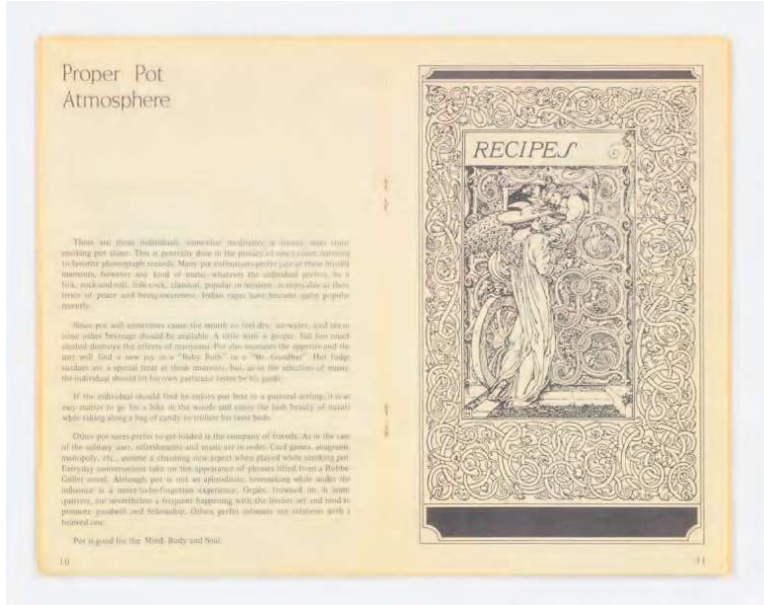 Proper Pot
Atmosphere
There are those individuals, somewhat meditative in nature, who enjoy
smoking pot alone. This is generally done in the privacy of one's room listening
to favorite phonograph records. Many pot enthusiasts prefer jazz at these blissful
moments, however any kind of music, whatever the individual prefers, be it
folk, rock-and-roll, folk-rock, classical, popular or western, is enjoyable at these
times of peace and being-awareness. Indian ragas have become quite popular
recently.
Since pot will sometimes cause the mouth to feel dry, ice-water, iced tea or
some other beverage should be available. A little wine is proper, but too much
alcohol destroys the effects of marijuana. Pot also increases the appetite and the
user will find a new joy in a "Baby Ruth" or a "Mr. Goodbar". Hot fudge
sundaes are a special treat at these moments, but, as in the selection of music,
the individual should let his own particular tastes be his guide.
If the individual should find he enjoys pot best in a pastoral setting, it is an
easy matter to go for a hike in the woods and enjoy the lush beauty of nature
while taking along a bag of candy to titillate his taste buds.
Other pot users prefer to get loaded in the company of friends. As in the case
of the solitary user, refreshments and music are in order. Card games, anagrams,
monopoly, etc., assume a charming new aspect when played while smoking pot.
Everyday conversations take on the appearance of phrases lifted from a Robbe-
Grillet novel. Although pot is not an aphrodisiac, lovemaking while under the
influence is a never-to-be-forgotten experience. Orgies, frowned on in some
quarters, are nevertheless a frequent happening with the in-set and tend to
promote goodwill and fellowship. Others prefer intimate sex relations with a
beloved one.
Pot is good for the Mind, Body and Soul.
10
RECIPES
11